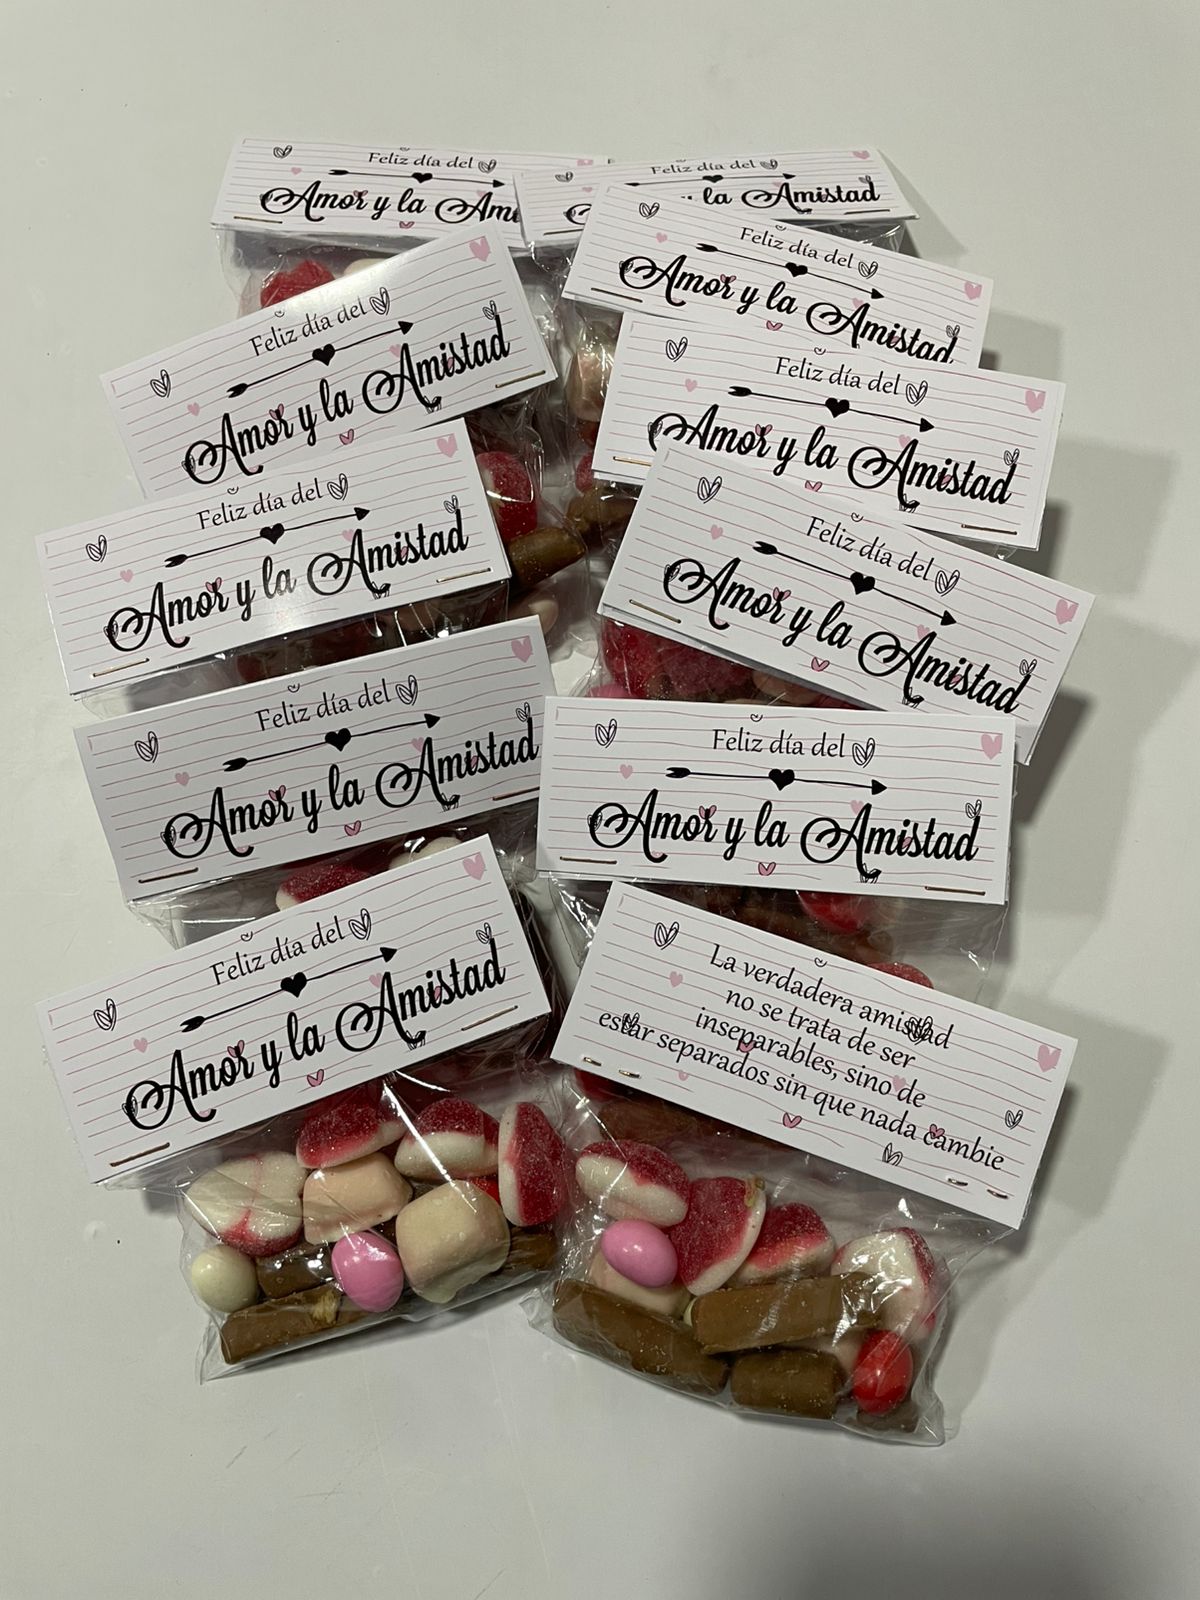 Feliz día del
Amor y la Am
Feliz día del
y la Amistad
Feliz día del
Amor y la Amistad
Feliz día del
Amor y la Amistad
Feliz día del
Amor y la Amistad
Feliz día del
Amor y la Amistad
Feliz día del
Amor y la Amistad
Feliz día del
Amor y la Amistad
Feliz día del
Amor y la Amistad
Feliz día del
Amor y la Amistad
La verdadera amistad
no se trata de ser
inseparables, sino de
estar separados sin que nada cambie